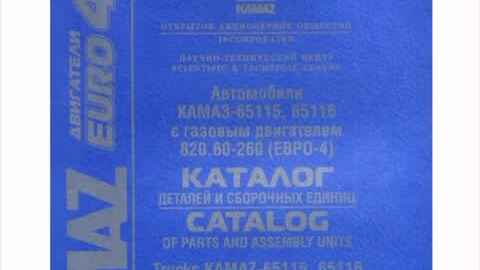 KAMAZ
ОТКРЫТОЕ АКЦИОНЕРНОЕ ОБЩЕСТВО
INCORPORATED
НАУЧНО-ТЕХНИЧЕСКИЙ ЦЕНТР
SCIENTIFIC & TECHNICAL CENTRE
Автомобили
КАМАЗ-65115, 65116
с газовым двигателем
820.60-260 (ЕВРО-4)
КАТАЛОГ
ДЕТАЛЕЙ И СБОРОЧНЫХ ЕДИНИЦ
CATALOG
OF PARTS AND ASSEMBLY UNITS
Trucks KAMAZ-65115, 65116
ДВИГАТЕЛИ
EURO 4
MAZ